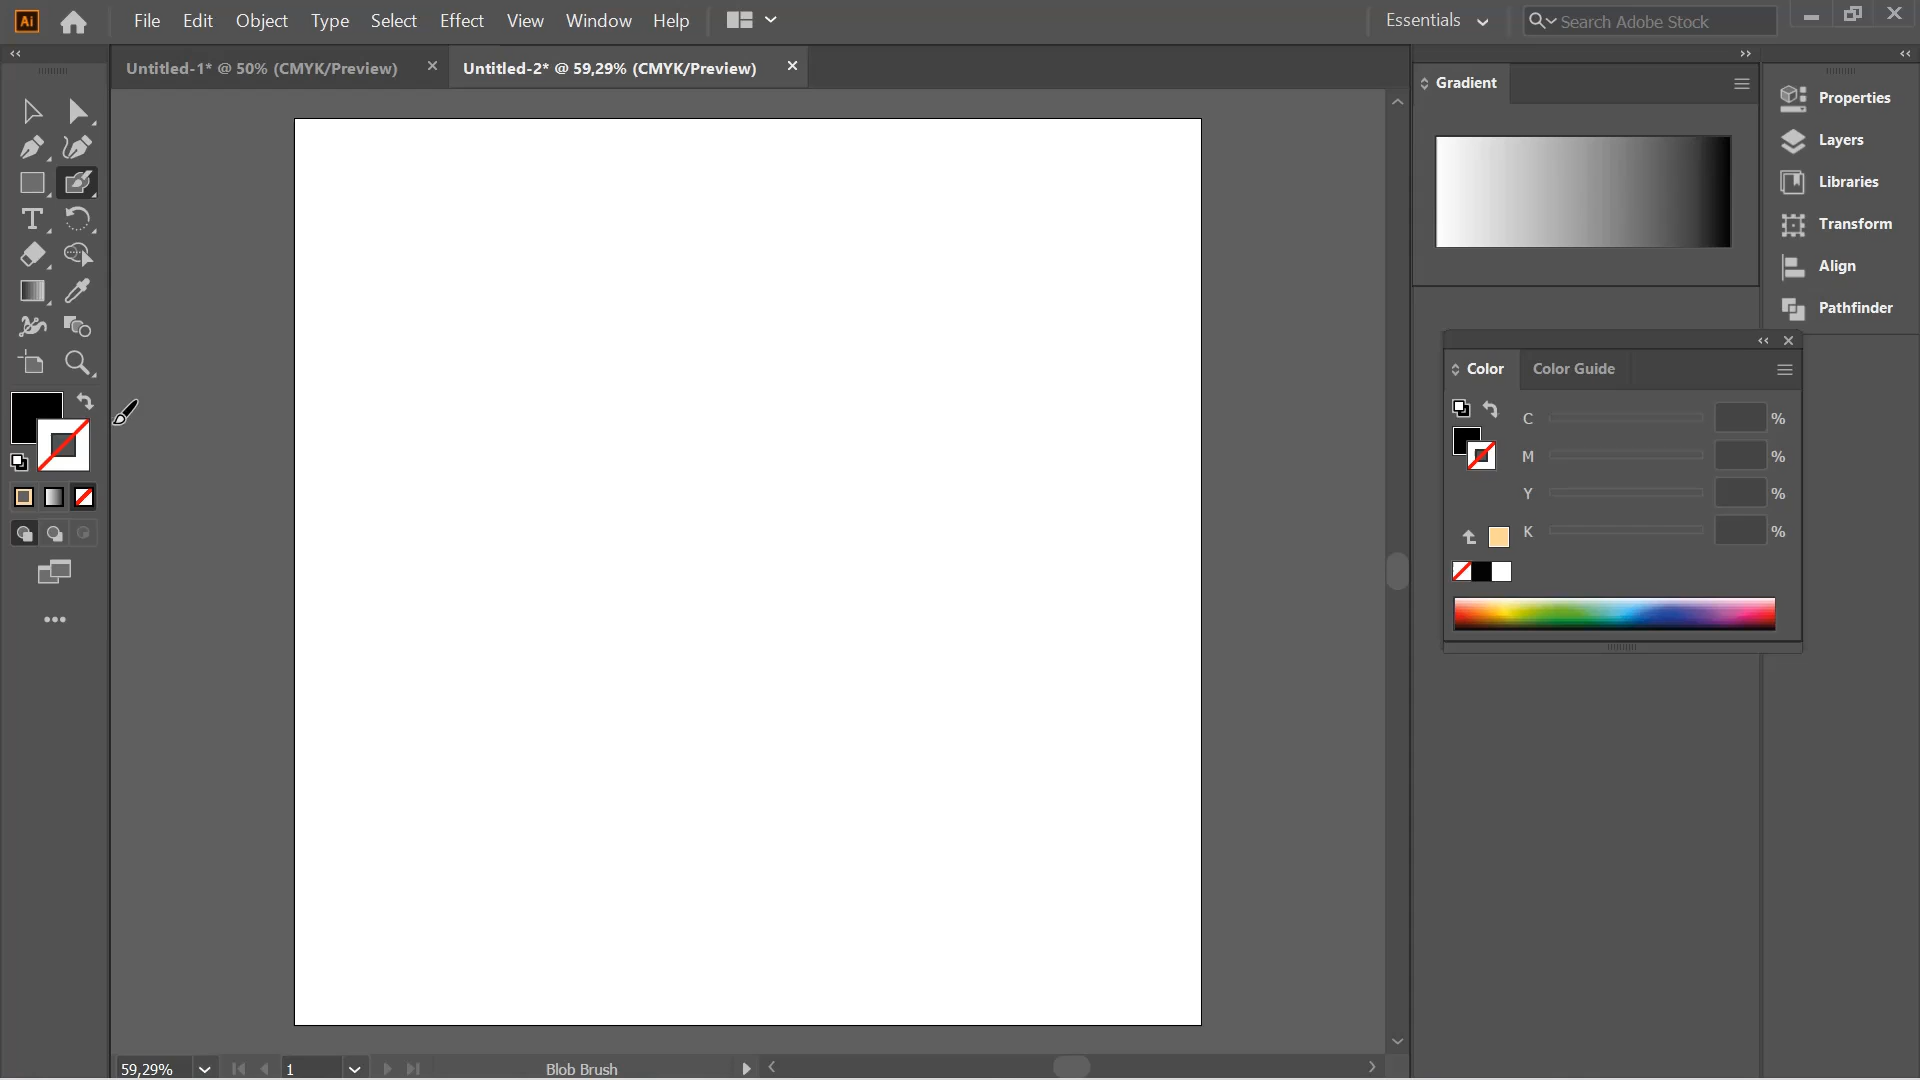 Ai File Edit Object Type Select Effect View Window Help Essentials Search Adobe Stock
Untitled-1* @ 50% (CMYK/Preview) Untitled-2* @ 59,29% (CMYK/Preview)
Gradient
Properties
Layers
Libraries
Transform
Align
Pathfinder
Color Color Guide
C %
M %
Y %
K %
59,29% 1 Blob Brush